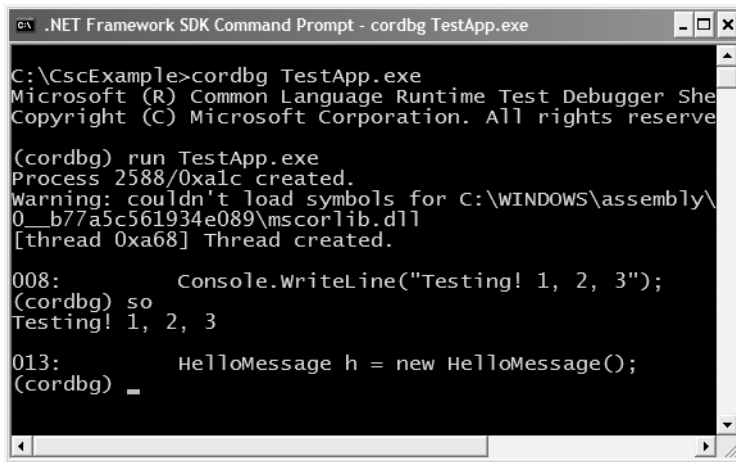 .NET Framework SDK Command Prompt - cordbg TestApp.exe
C:\CscExample>cordbg TestApp.exe
Microsoft (R) Common Language Runtime Test Debugger She
Copyright (C) Microsoft Corporation. All rights reserve
(cordbg) run TestApp.exe
Process 2588/0xa1c created.
Warning: couldn't load symbols for C:\WINDOWS\assembly\
0__b77a5c561934e089\mscorlib.dll
[thread 0xa68] Thread created.
008: Console.WriteLine("Testing! 1, 2, 3");
(cordbg) so
Testing! 1, 2, 3
013: HelloMessage h = new HelloMessage();
(cordbg) _